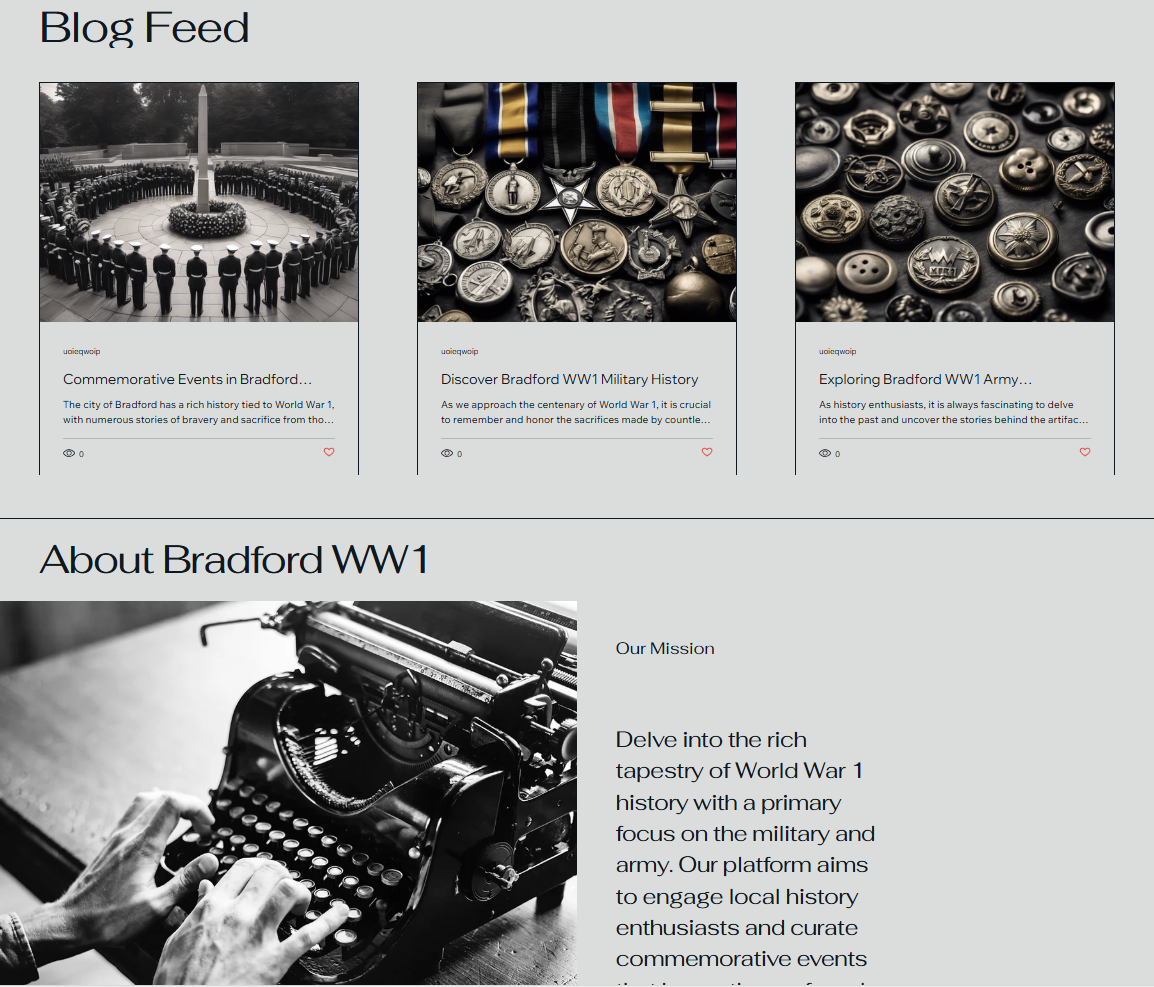 Blog Feed
uoieqwoip
Commemorative Events in Bradford…
The city of Bradford has a rich history tied to World War 1,
with numerous stories of bravery and sacrifice from tho…
0
uoieqwoip
Discover Bradford WW1 Military History
As we approach the centenary of World War 1, it is crucial
to remember and honor the sacrifices made by countle…
0
uoieqwoip
Exploring Bradford WW1 Army…
As history enthusiasts, it is always fascinating to delve
into the past and uncover the stories behind the artifac…
0
About Bradford WW1
Our Mission
Delve into the rich
tapestry of World War 1
history with a primary
focus on the military and
army. Our platform aims
to engage local history
enthusiasts and curate
commemorative events